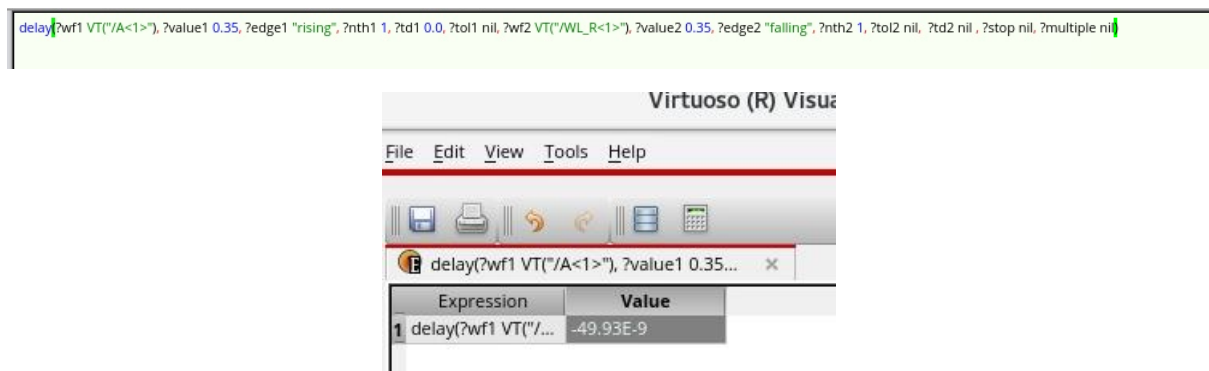 delay(?wf1 VT("/A<1>"), ?value1 0.35, ?edge1 "rising", ?nth1 1, ?td1 0.0, ?tol1 nil, ?wf2 VT("/WL_R<1>"), ?value2 0.35, ?edge2 "falling", ?nth2 1, ?tol2 nil,  ?td2 nil , ?stop nil, ?multiple nil)
Virtuoso (R) Visua
File Edit View Tools Help
delay(?wf1 VT("/A<1>"), ?value1 0.35...
Expression Value
1 delay(?wf1 VT("/... -49.93E-9